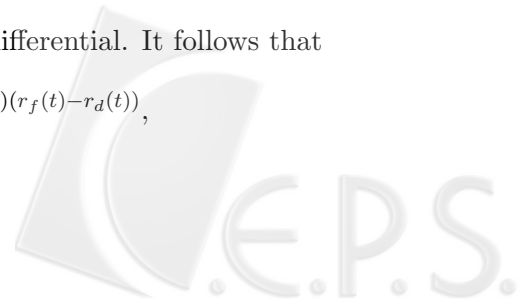 ifferential. It follows that
)(r_f(t)−r_d(t)),
C.E.P.S.